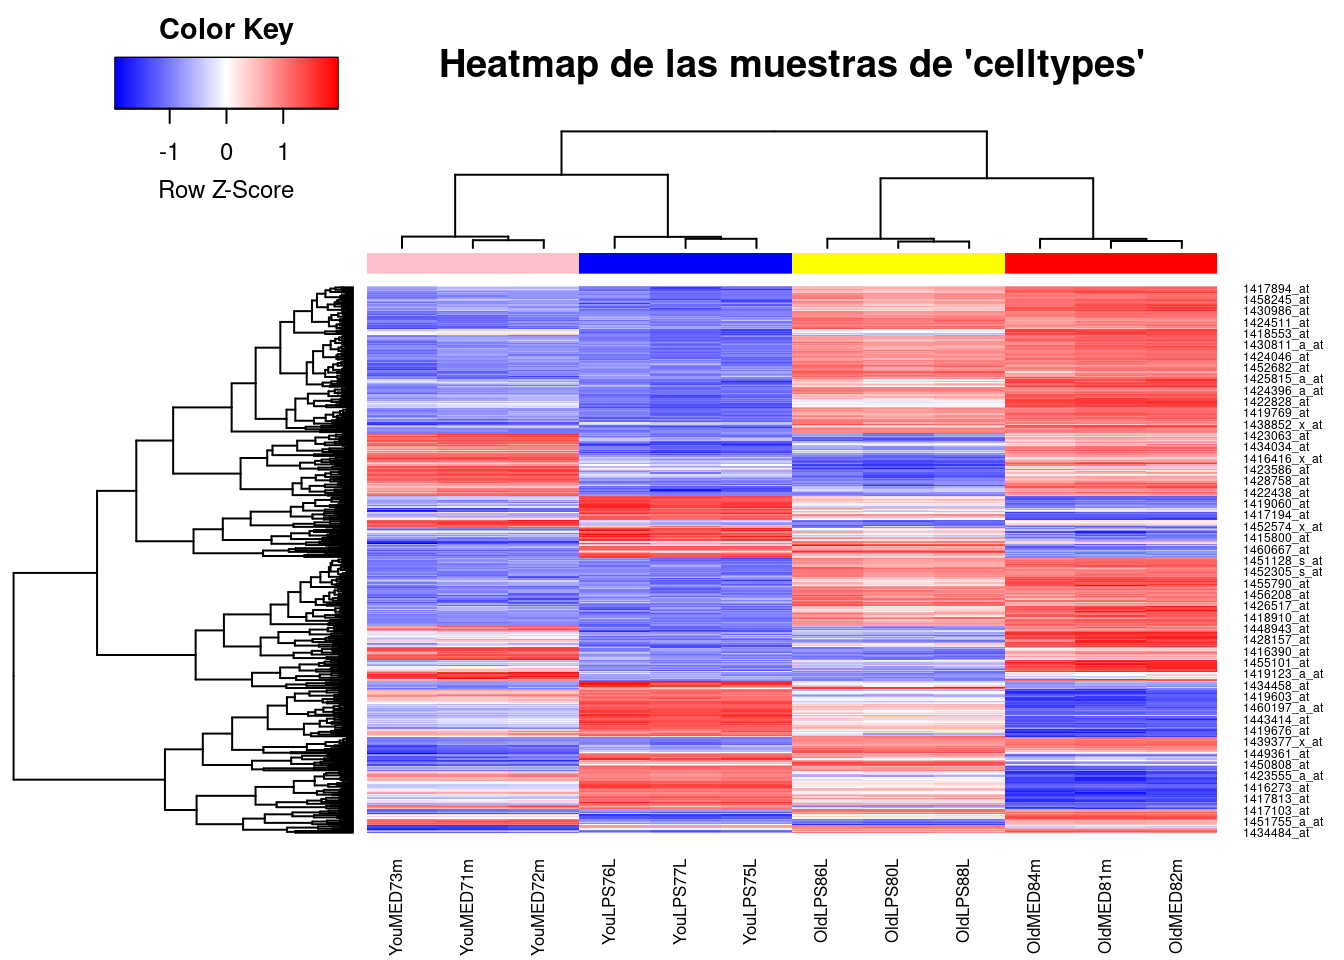 Color Key
Heatmap de las muestras de 'celltypes'
-1 0 1
Row Z-Score
1417894_at
1458245_at
1430986_at
1424511_at
1418553_at
1430811_a_at
1424046_at
1452682_at
1425815_a_at
1424396_a_at
1422828_at
1419769_at
1438852_x_at
1423063_at
1434034_at
1416416_x_at
1423586_at
1428758_at
1422438_at
1419060_at
1417194_at
1452574_x_at
1415800_at
1460667_at
1451128_s_at
1452305_s_at
1455790_at
1456208_at
1426517_at
1418910_at
1448943_at
1428157_at
1416390_at
1455101_at
1419123_a_at
1434458_at
1419603_at
1460197_a_at
1443414_at
1419676_at
1439377_x_at
1449361_at
1450808_at
1423555_a_at
1416273_at
1417813_at
1417103_at
1451755_a_at
1434484_at
YouMED73m
YouMED71m
YouMED72m
YouLPS76L
YouLPS77L
YouLPS75L
OldLPS86L
OldLPS80L
OldLPS88L
OldMED84m
OldMED81m
OldMED82m